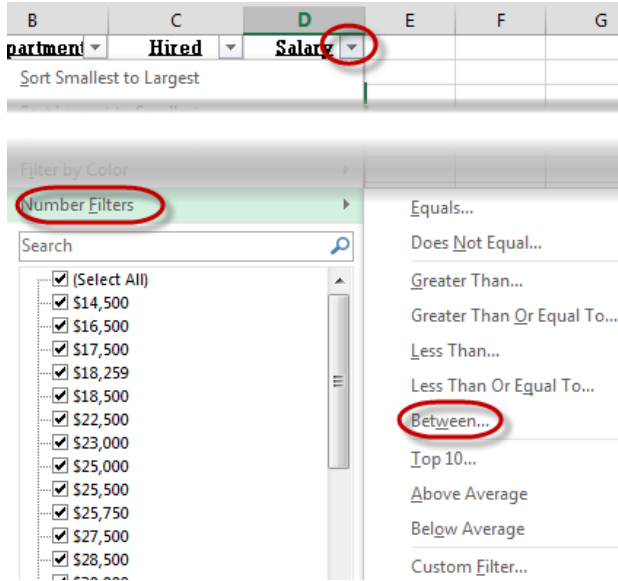 B C D E F G
partment Hired Salary
Sort Smallest to Largest
Filter by Color
Number Filters
Search
(Select All)
$14,500
$16,500
$17,500
$18,259
$18,500
$22,500
$23,000
$25,000
$25,500
$25,750
$27,500
$28,500
Equals...
Does Not Equal...
Greater Than...
Greater Than Or Equal To...
Less Than...
Less Than Or Equal To...
Between...
Top 10...
Above Average
Below Average
Custom Filter...